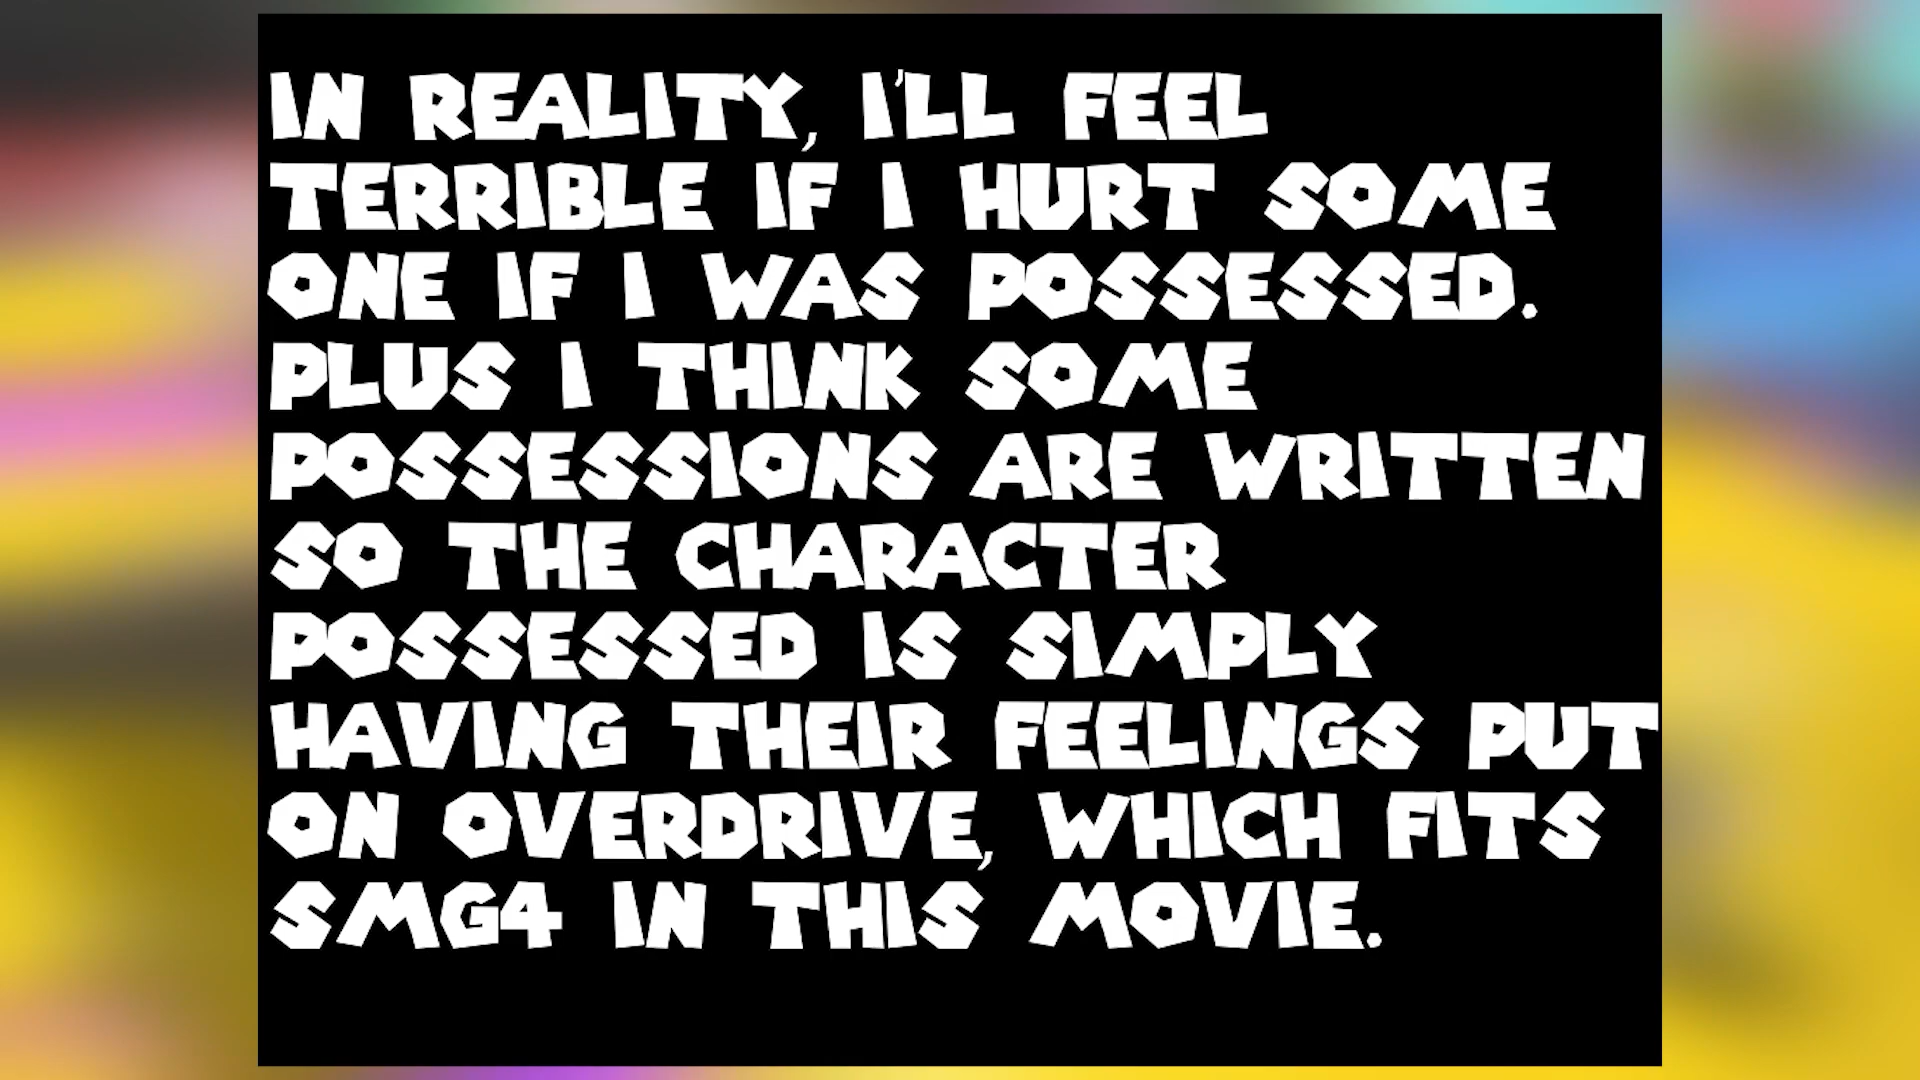 IN REALITY, I'LL FEEL
TERRIBLE IF I HURT SOME
ONE IF I WAS POSSESSED.
PLUS I THINK SOME
POSSESSIONS ARE WRITTEN
SO THE CHARACTER
POSSESSED IS SIMPLY
HAVING THEIR FEELINGS PUT
ON OVERDRIVE, WHICH FITS
SMG4 IN THIS MOVIE.